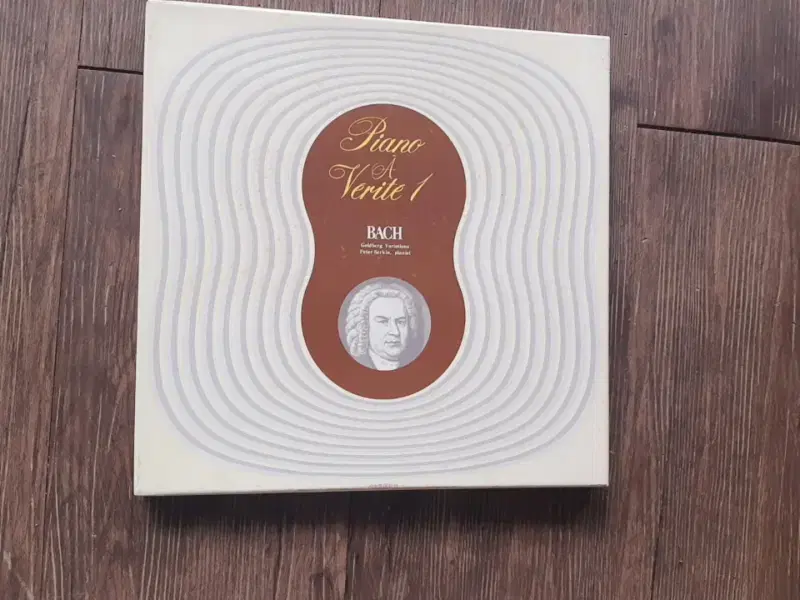 Piano
À
Verite 1
BACH
Goldberg Variations
Peter Serkin, pianist